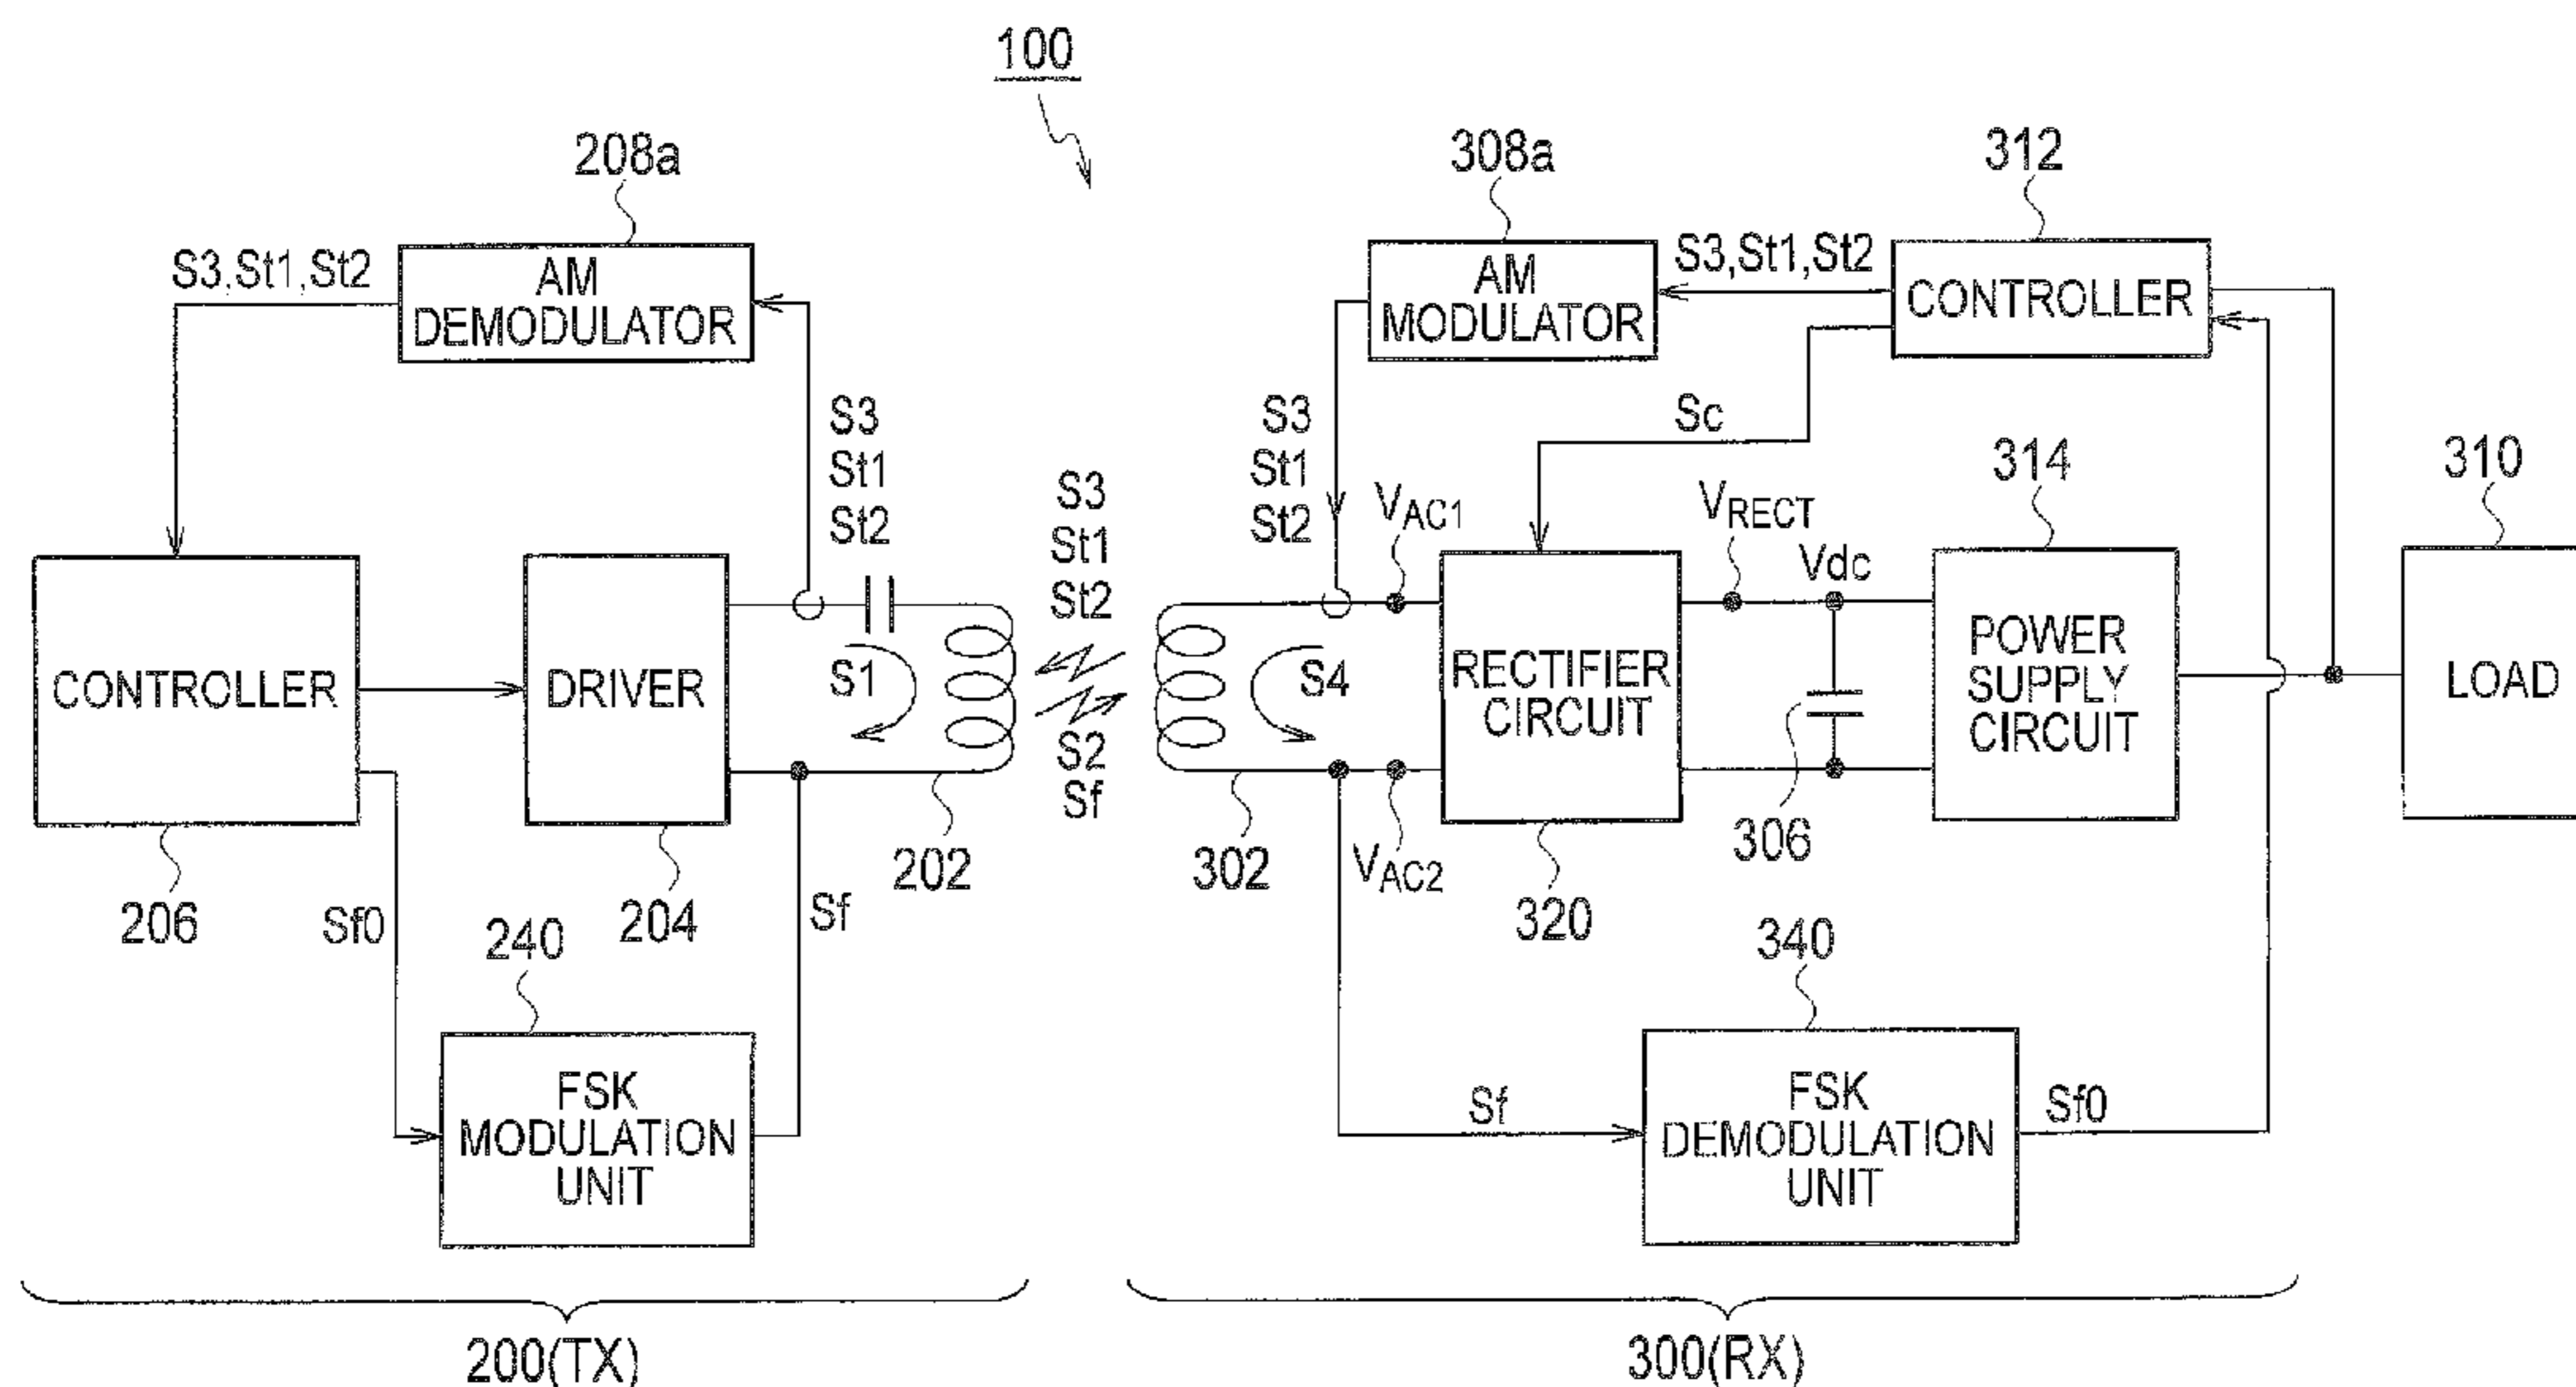 100
208a
308a
312
S3,St1,St2
AM
DEMODULATOR
AM
MODULATOR
S3,St1,St2
CONTROLLER
S3
St1
St2
S3
St1
St2
S3
St1
St2
Sc
VAC1
VRECT
Vdc
314
310
CONTROLLER
DRIVER
S1
S2
Sf
S4
RECTIFIER
CIRCUIT
POWER
SUPPLY
CIRCUIT
LOAD
206
204
202
302
VAC2
320
306
Sf0
240
Sf
340
FSK
MODULATION
UNIT
Sf
FSK
DEMODULATION
UNIT
Sf0
200(TX)
300(RX)